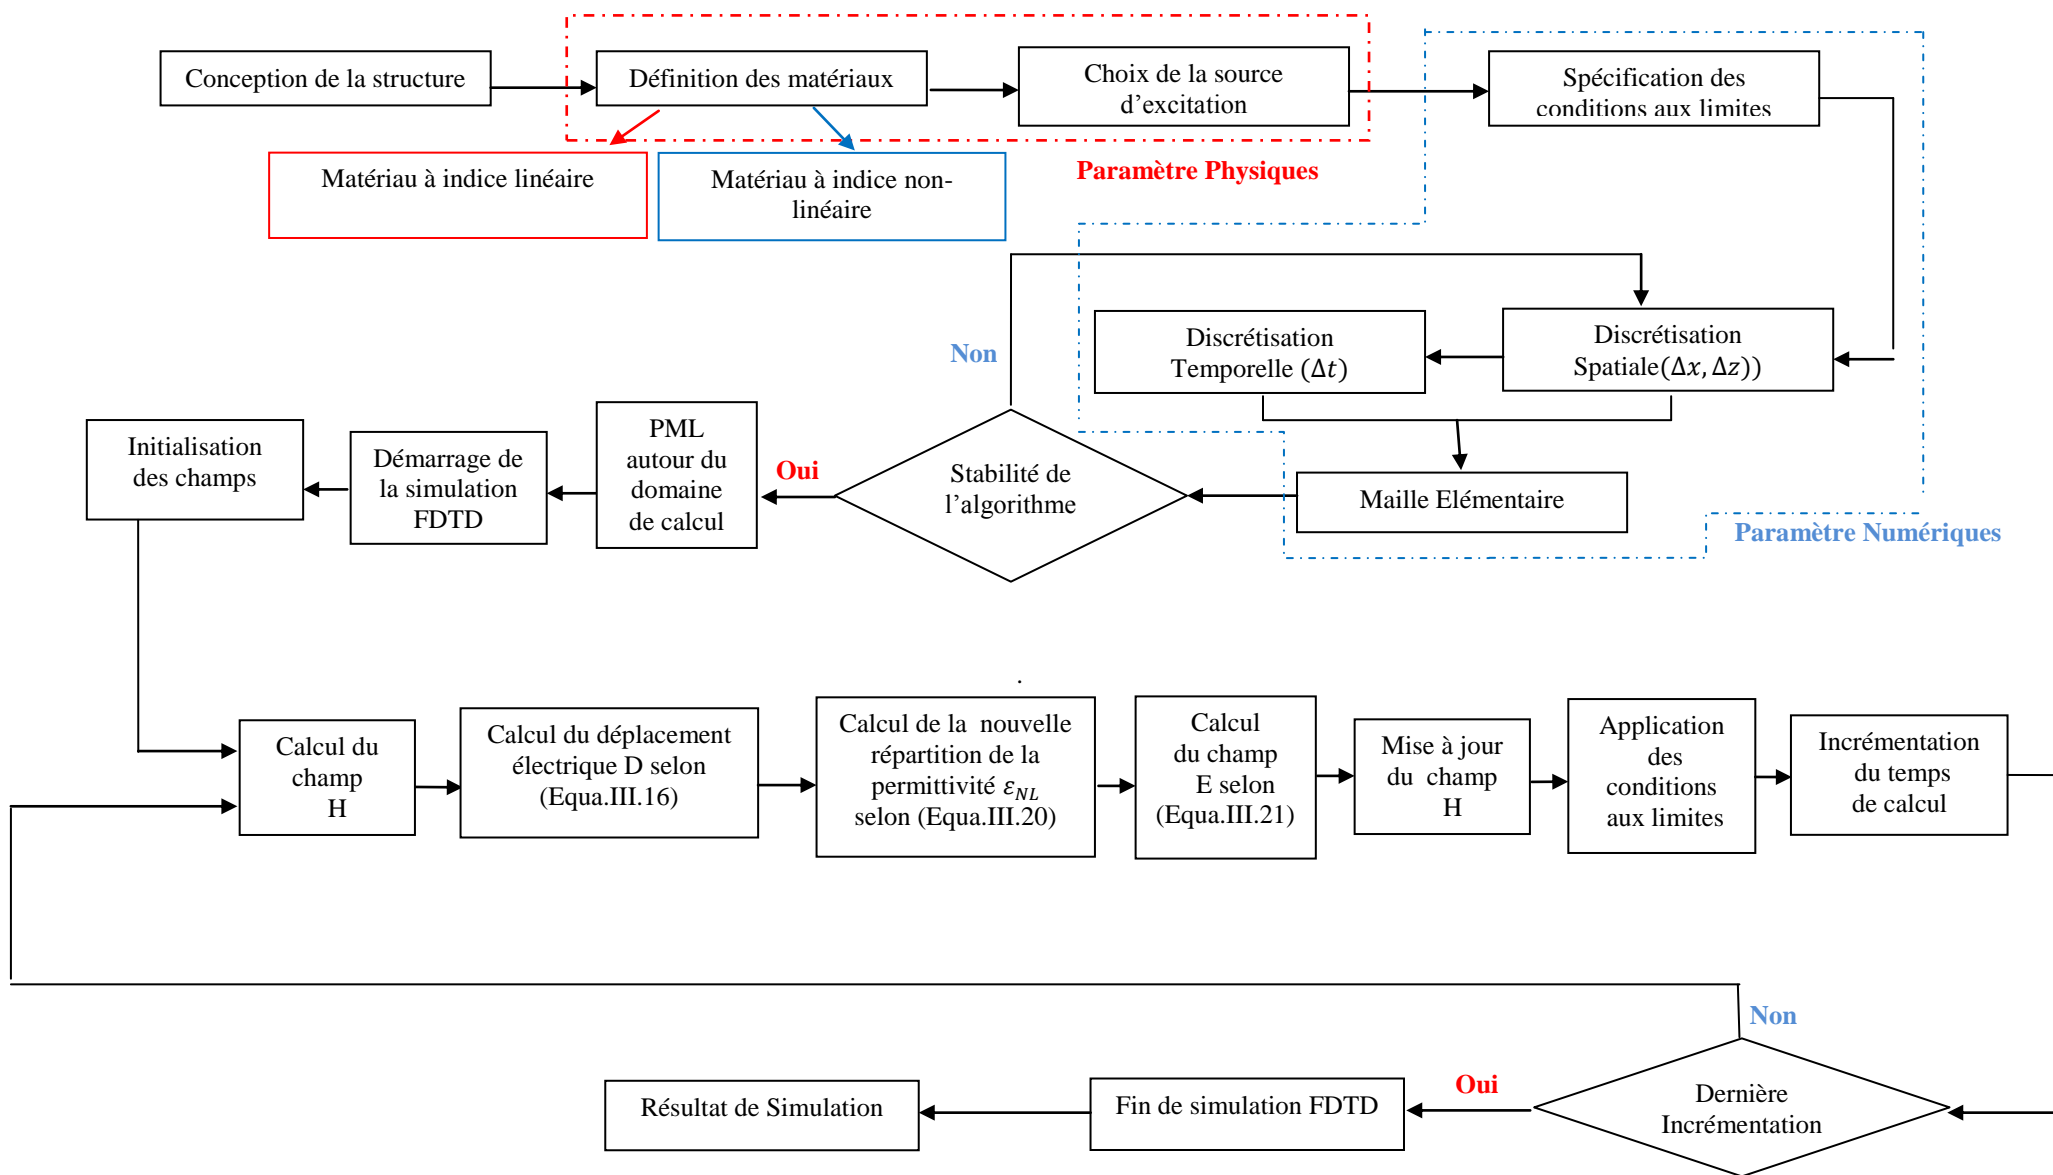 Conception de la structure
Définition des matériaux
Choix de la source
d’excitation
Spécification des
conditions aux limites
Matériau à indice linéaire
Matériau à indice non-
linéaire
Paramètre Physiques
Discrétisation
Temporelle (Δt)
Discrétisation
Spatiale(Δx, Δz))
Non
Initialisation
des champs
Démarrage de
la simulation
FDTD
PML
autour du
domaine
de calcul
Oui
Stabilité de
l’algorithme
Maille Elémentaire
Paramètre Numériques
.
Calcul du
champ
H
Calcul du déplacement
électrique D selon
(Equa.III.16)
Calcul de la nouvelle
répartition de la
permittivité ε_NL
selon (Equa.III.20)
Calcul
du champ
E selon
(Equa.III.21)
Mise à jour
du champ
H
Application
des
conditions
aux limites
Incrémentation
du temps
de calcul
Non
Résultat de Simulation
Fin de simulation FDTD
Oui
Dernière
Incrémentation